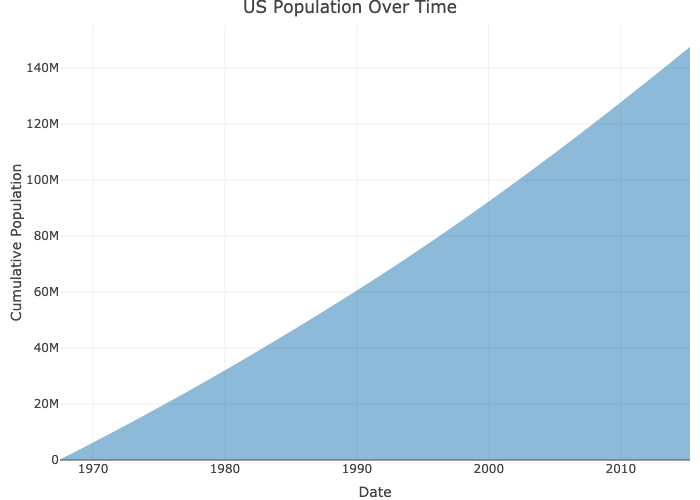 US Population Over Time
Cumulative Population
140M
120M
100M
80M
60M
40M
20M
0
1970
1980
1990
2000
2010
Date